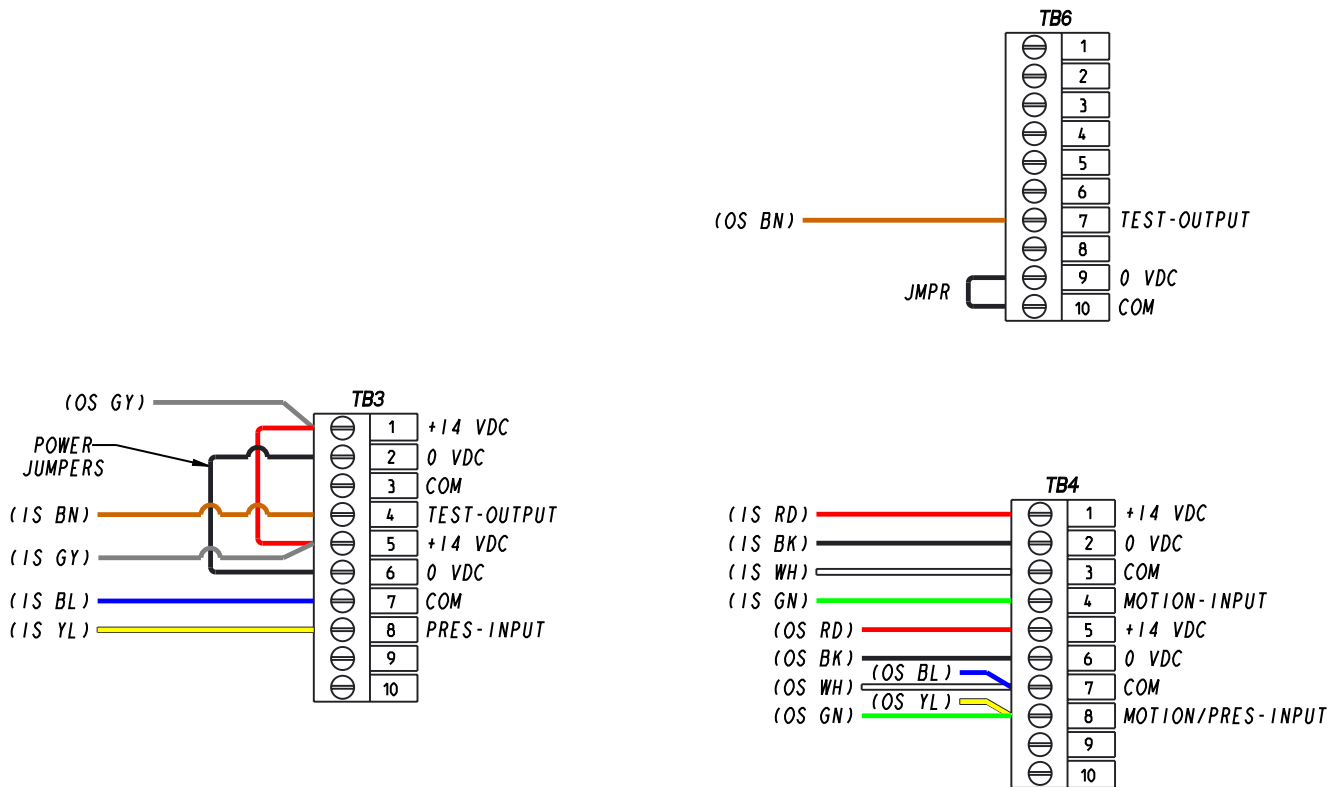 TB6
1
2
3
4
5
6
(OS BN) 7 TEST-OUTPUT
8
9 0 VDC
JMPR
10 COM
TB3
(OS GY)
1 +14 VDC
POWER JUMPERS
2 0 VDC
3 COM
(IS BN) 4 TEST-OUTPUT
5 +14 VDC
(IS GY)
6 0 VDC
(IS BL) 7 COM
(IS YL) 8 PRES-INPUT
9
10
TB4
(IS RD) 1 +14 VDC
(IS BK) 2 0 VDC
(IS WH) 3 COM
(IS GN) 4 MOTION-INPUT
(OS RD) 5 +14 VDC
(OS BK) 6 0 VDC
(OS BL)
(OS WH) 7 COM
(OS YL)
(OS GN) 8 MOTION/PRES-INPUT
9
10